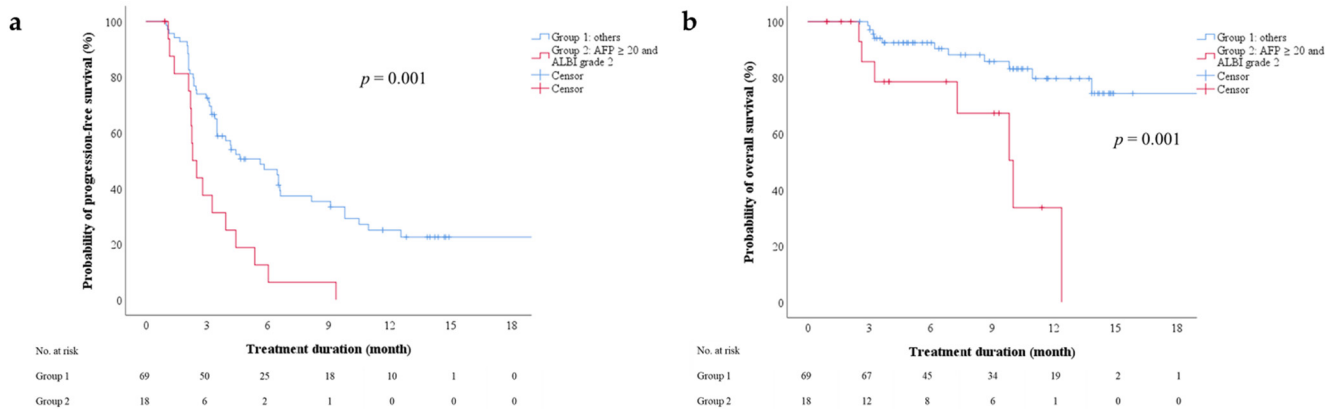 a
Probability of progression-free survival (%)
100
80
60
40
20
0
p = 0.001
Group 1: others
Group 2: AFP ≥ 20 and
ALBI grade 2
Censor
Censor
0 3 6 9 12 15 18
Treatment duration (month)
No. at risk
Group 1 69 50 25 18 10 1 0
Group 2 18 6 2 1 0 0 0
b
Probability of overall survival (%)
100
80
60
40
20
0
p = 0.001
Group 1: others
Group 2: AFP ≥ 20 and
ALBI grade 2
Censor
Censor
0 3 6 9 12 15 18
Treatment duration (month)
No. at risk
Group 1 69 67 45 34 19 2 1
Group 2 18 12 8 6 1 0 0